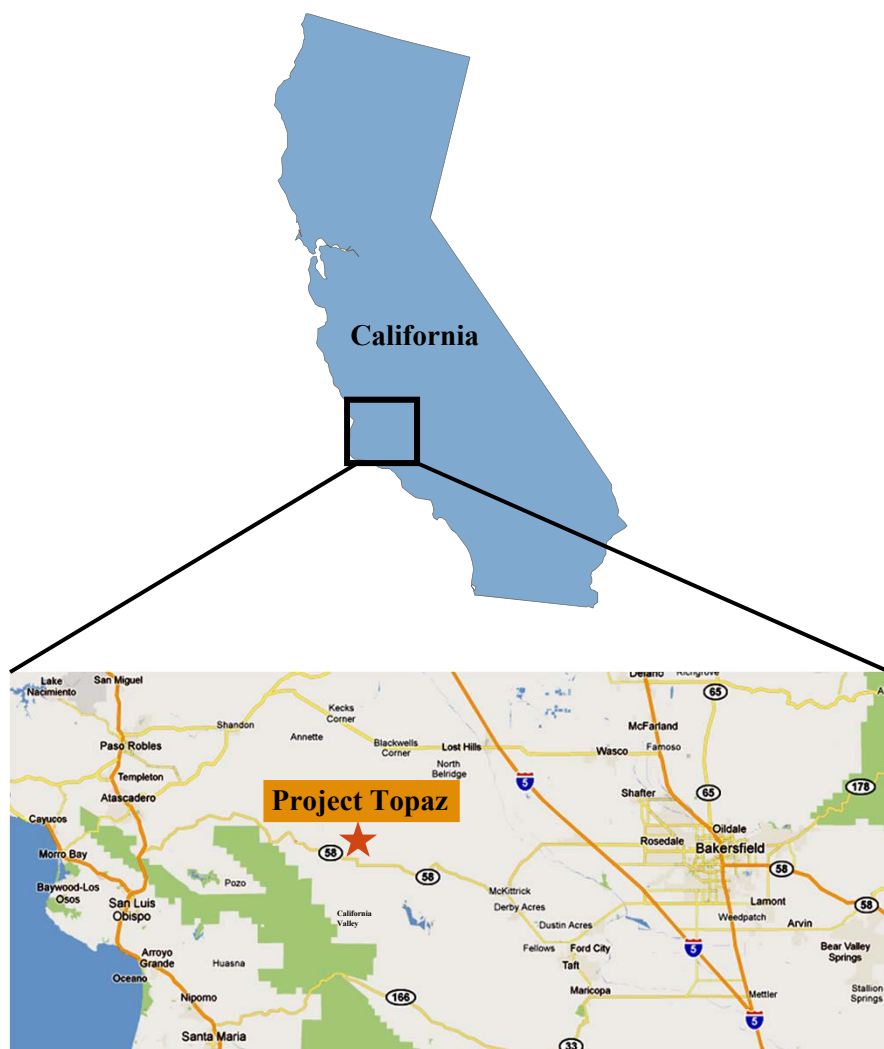 California
Lake
Nacimiento
San Miguel
Delano
Richgrove
65
A
Shandon
Kecks
Corner
McFarland
Paso Robles
Annette
Blackwells
Corner
Lost Hills
Wasco
Famoso
North
Belridge
Templeton
5
178
Atascadero
Project Topaz
Shafter
65
Cayucos
Oildale
Morro Bay
58
Rosedale
Bakersfield
58
58
Baywood-Los
Osos
Pozo
McKittrick
Derby Acres
Lamont
58
San Luis
Obispo
California
Valley
Weedpatch
Dustin Acres
Arvin
Arroyo
Grande
Huasna
Fellows
Ford City
5
Bear Valley
Springs
Oceano
Taft
Nipomo
166
Maricopa
Mettler
Stallion
Springs
5
Santa Maria
33